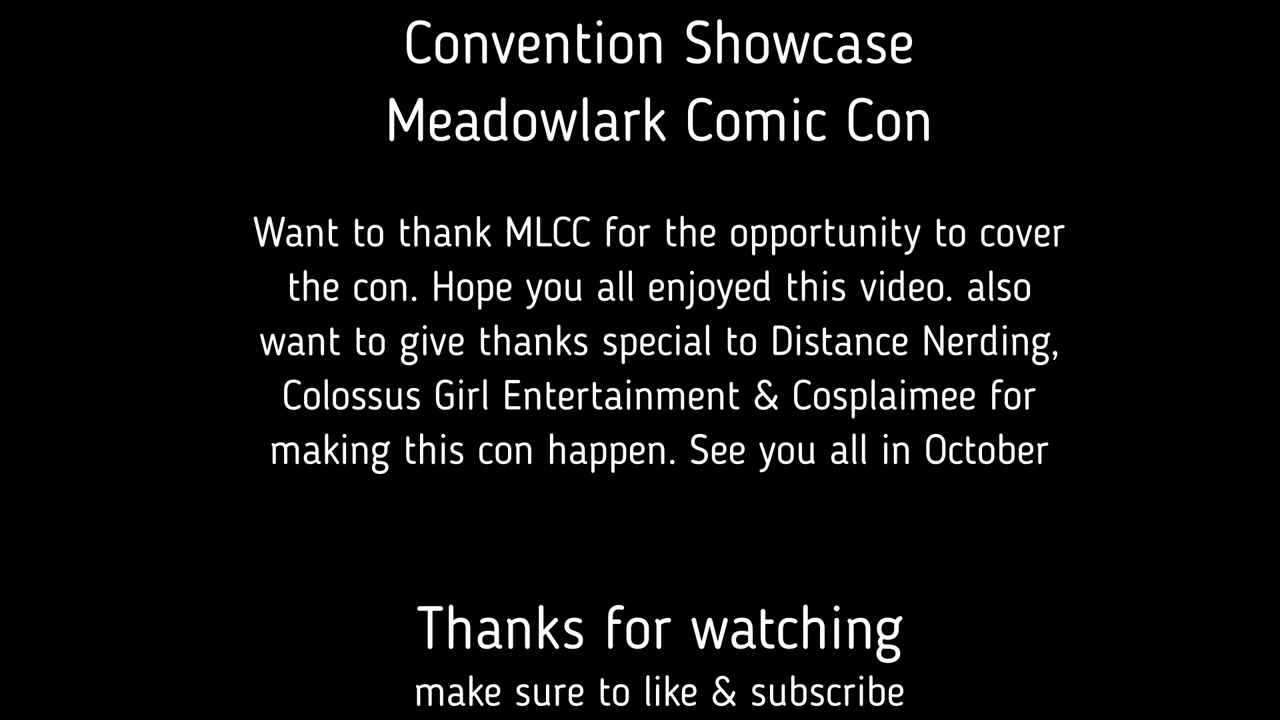 Convention Showcase
Meadowlark Comic Con
Want to thank MLCC for the opportunity to cover
the con. Hope you all enjoyed this video. also
want to give thanks special to Distance Nerding,
Colossus Girl Entertainment & Cosplaimee for
making this con happen. See you all in October
Thanks for watching
make sure to like & subscribe